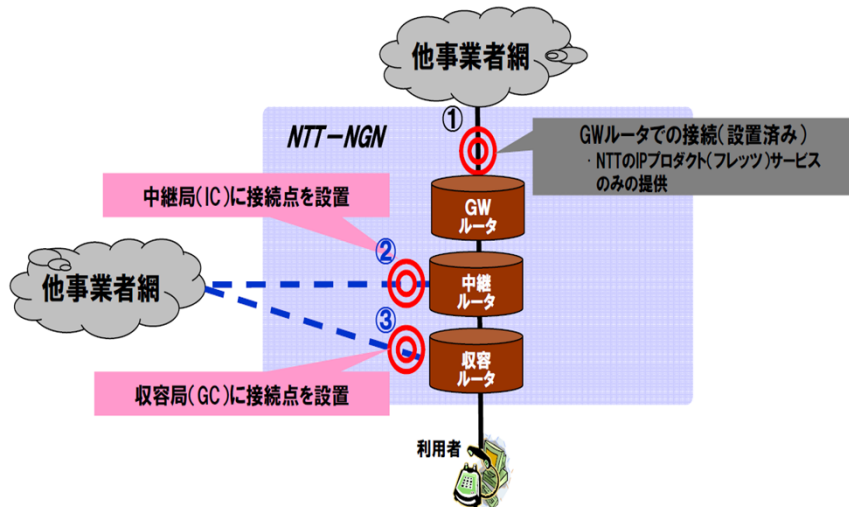 他事業者網
①
NTT－NGN
GWルータでの接続(設置済み)
・NTTのIPプロダクト(フレッツ)サービス
のみの提供
中継局(IC)に接続点を設置
GW
ルータ
②
他事業者網
中継
ルータ
③
収容
ルータ
収容局(GC)に接続点を設置
利用者